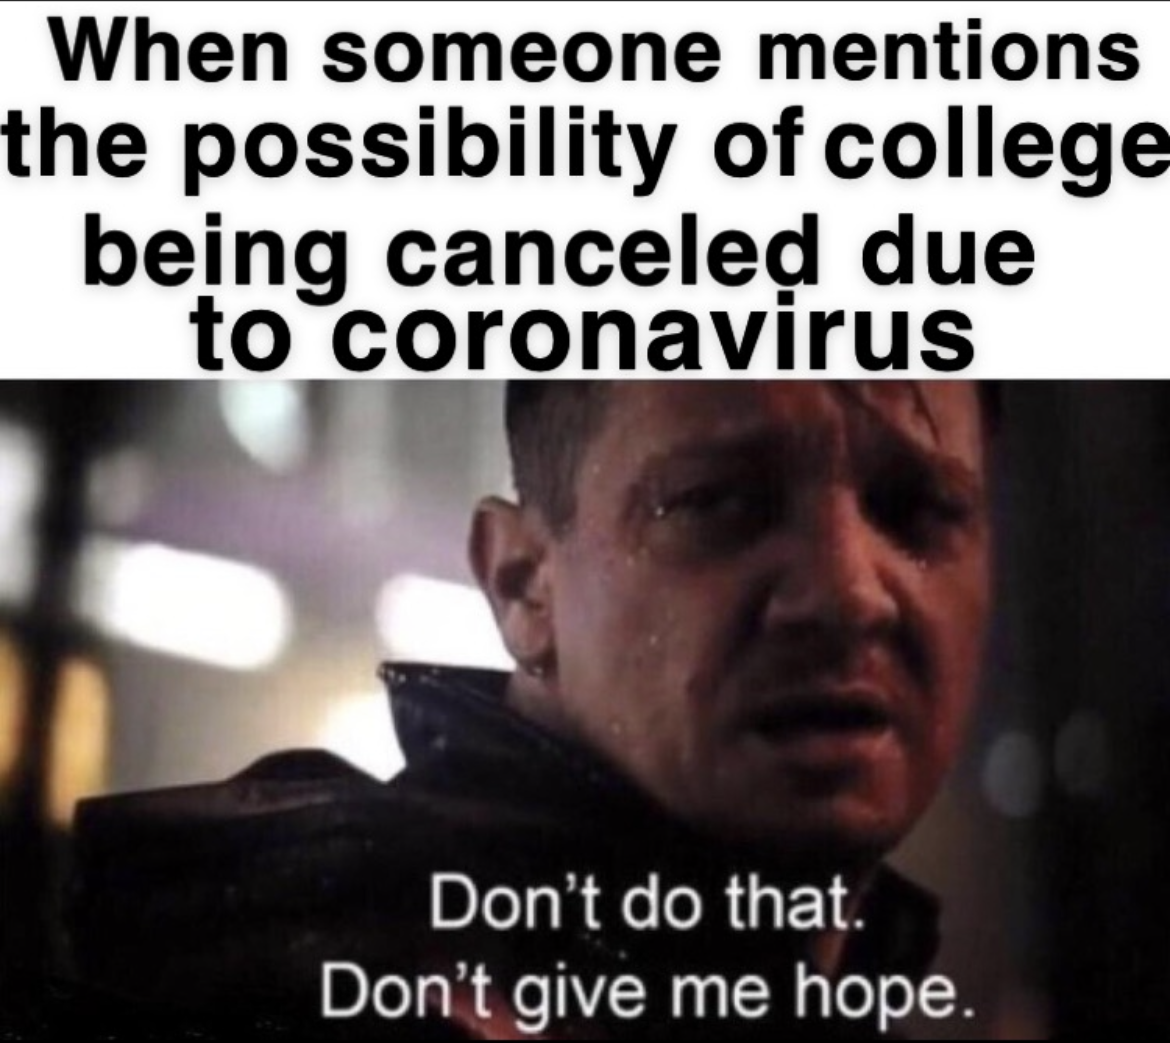 When someone mentions
the possibility of college
being canceled due
to coronavirus
Don't do that.
Don't give me hope.